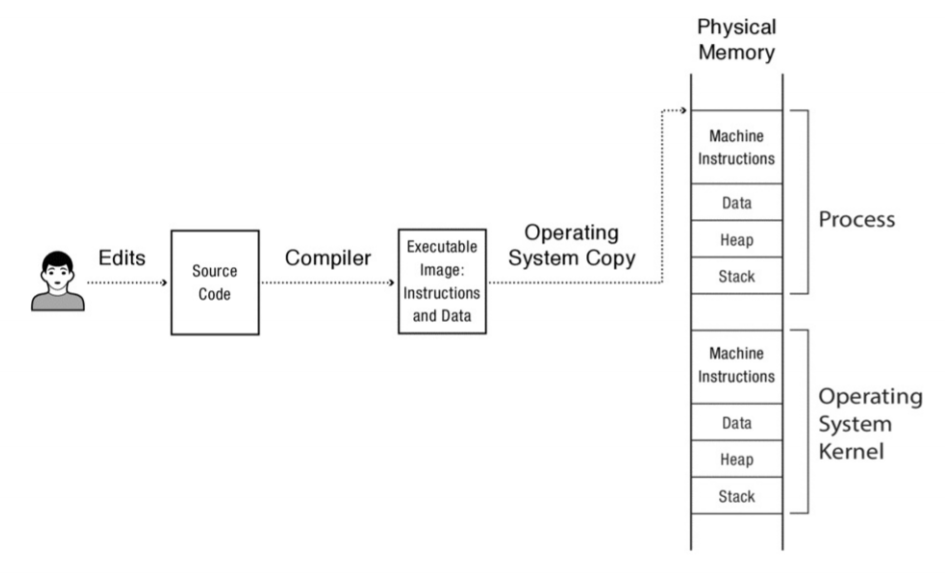 Physical
Memory
Machine
Instructions
Data
Heap
Stack
Process
Edits
Source
Code
Compiler
Executable
Image:
Instructions
and Data
Operating
System Copy
Machine
Instructions
Data
Heap
Stack
Operating
System
Kernel